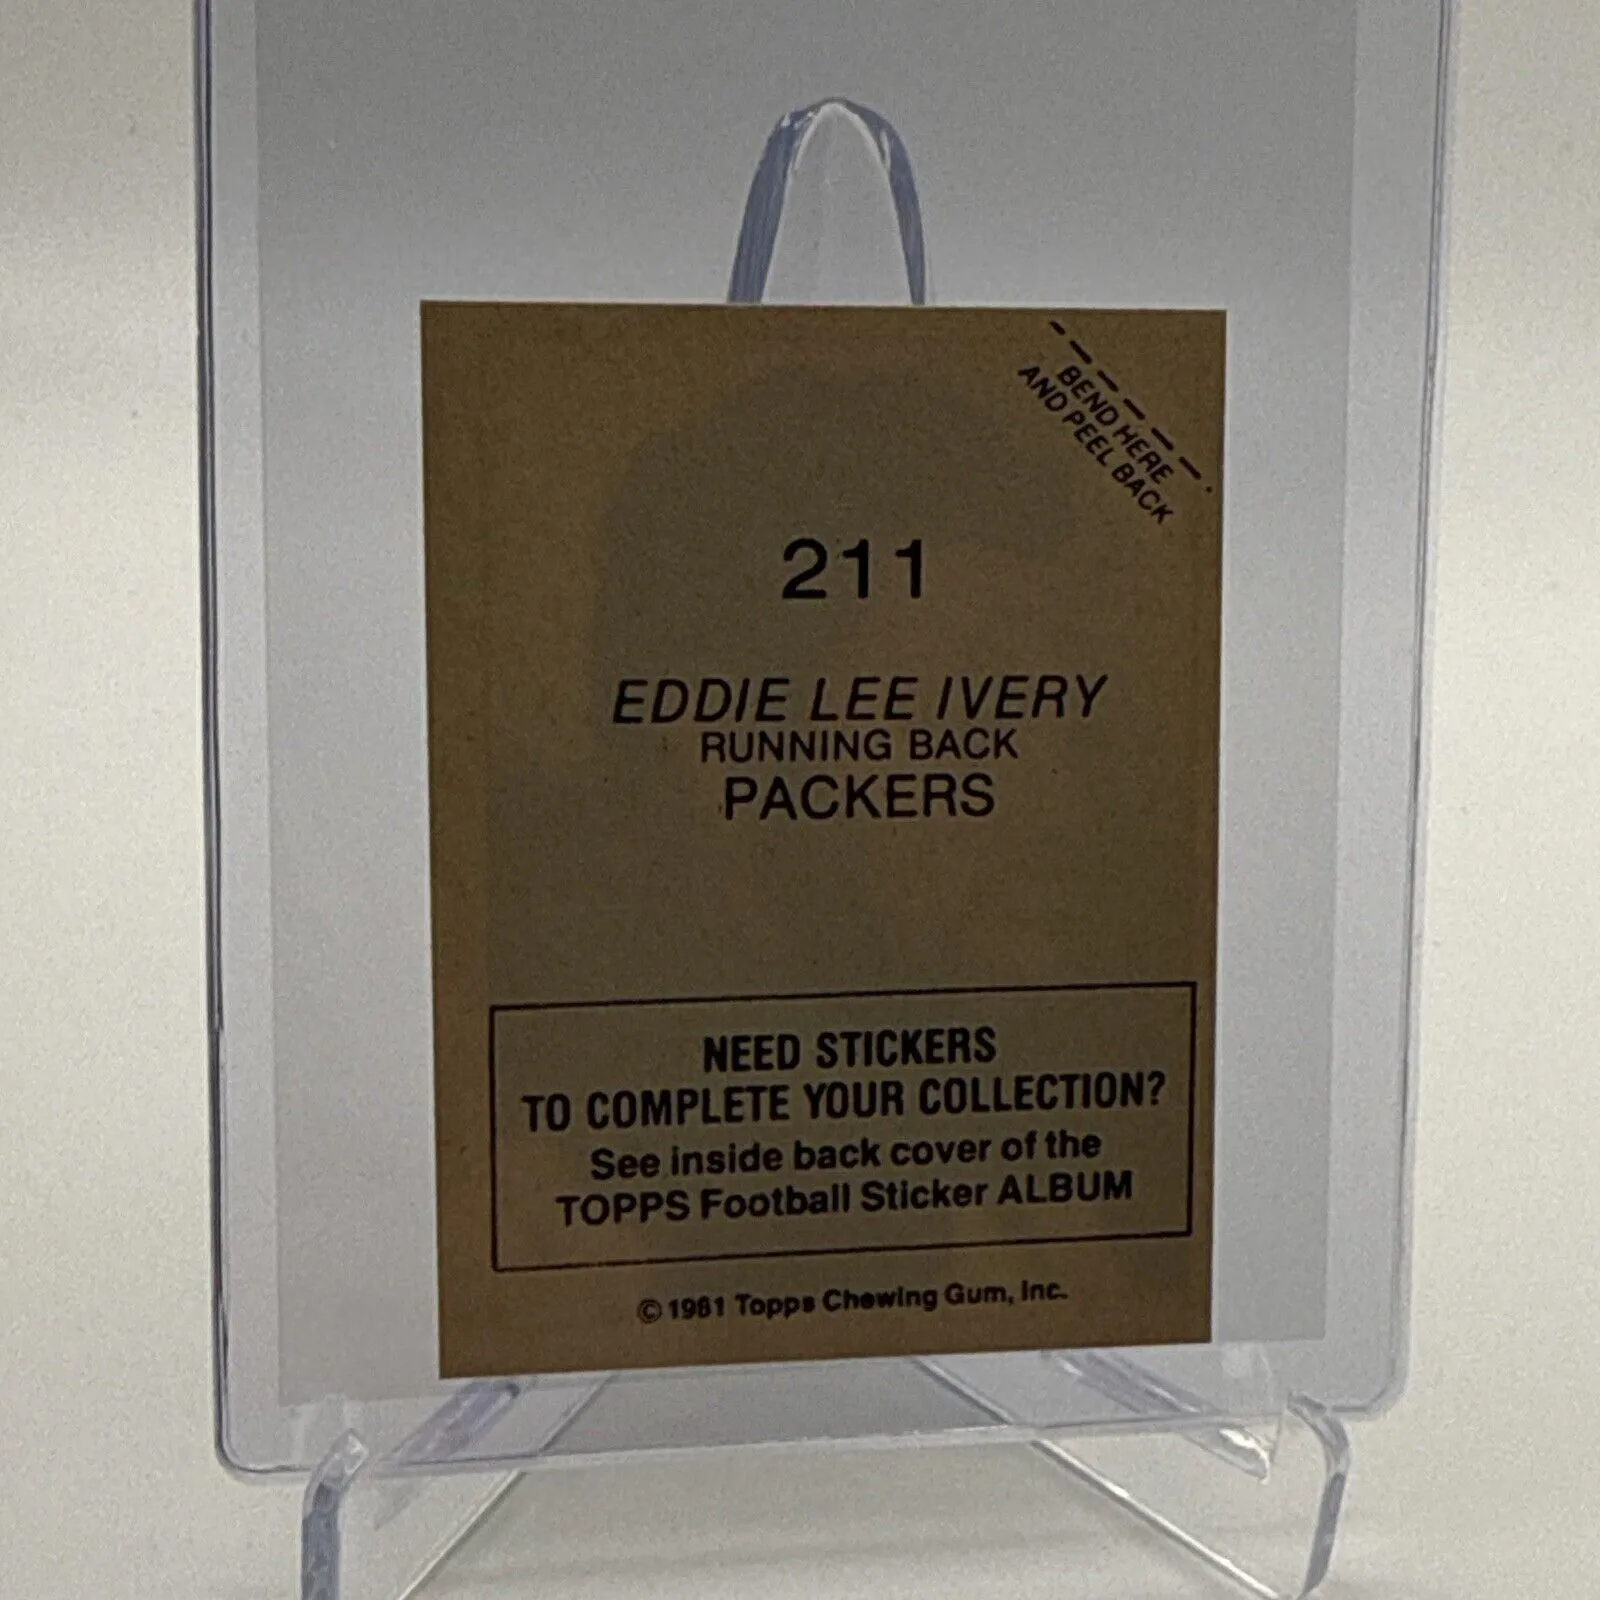 BEND HERE
AND PEEL BACK
211
EDDIE LEE IVERY
RUNNING BACK
PACKERS
NEED STICKERS
TO COMPLETE YOUR COLLECTION?
See inside back cover of the
TOPPS Football Sticker ALBUM
© 1981 Topps Chewing Gum, Inc.